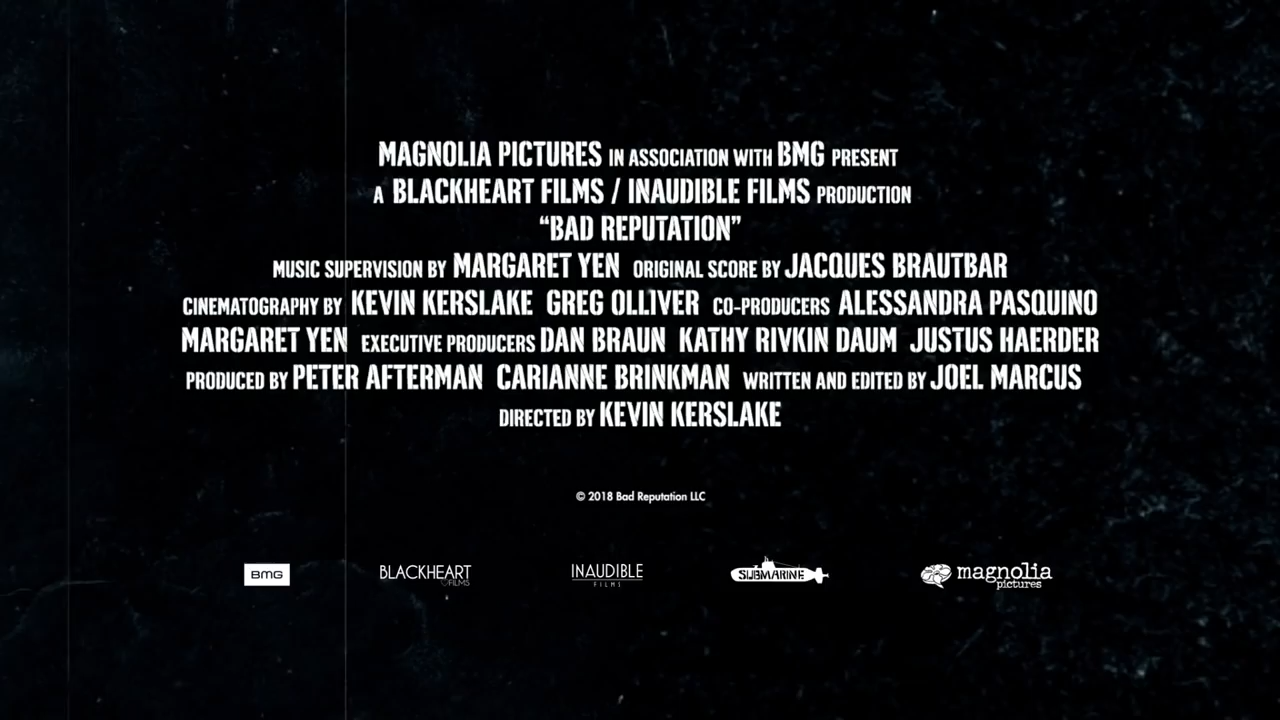 MAGNOLIA PICTURES IN ASSOCIATION WITH BMG PRESENT
A BLACKHEART FILMS / INAUDIBLE FILMS PRODUCTION
“BAD REPUTATION”
MUSIC SUPERVISION BY MARGARET YEN ORIGINAL SCORE BY JACQUES BRAUTBAR
CINEMATOGRAPHY BY KEVIN KERSLAKE GREG OLLIVER CO-PRODUCERS ALESSANDRA PASQUINO
MARGARET YEN EXECUTIVE PRODUCERS DAN BRAUN KATHY RIVKIN DAUM JUSTUS HAERDER
PRODUCED BY PETER AFTERMAN CARIANNE BRINKMAN WRITTEN AND EDITED BY JOEL MARCUS
DIRECTED BY KEVIN KERSLAKE
© 2018 Bad Reputation LLC
BMG
BLACKHEART
FILMS
INAUDIBLE
FILMS
SUBMARINE
magnolia
pictures